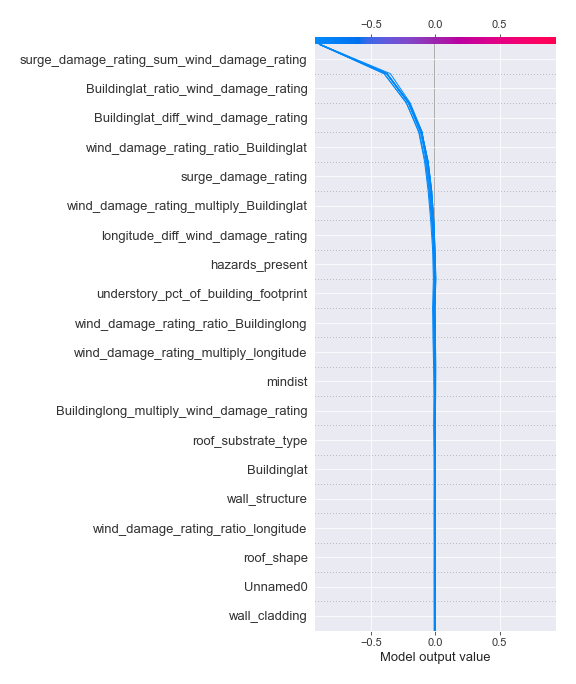 −0.5 0.0 0.5
surge_damage_rating_sum_wind_damage_rating
Buildinglat_ratio_wind_damage_rating
Buildinglat_diff_wind_damage_rating
wind_damage_rating_ratio_Buildinglat
surge_damage_rating
wind_damage_rating_multiply_Buildinglat
longitude_diff_wind_damage_rating
hazards_present
understory_pct_of_building_footprint
wind_damage_rating_ratio_Buildinglong
wind_damage_rating_multiply_longitude
mindist
Buildinglong_multiply_wind_damage_rating
roof_substrate_type
Buildinglat
wall_structure
wind_damage_rating_ratio_longitude
roof_shape
Unnamed0
wall_cladding
−0.5 0.0 0.5
Model output value